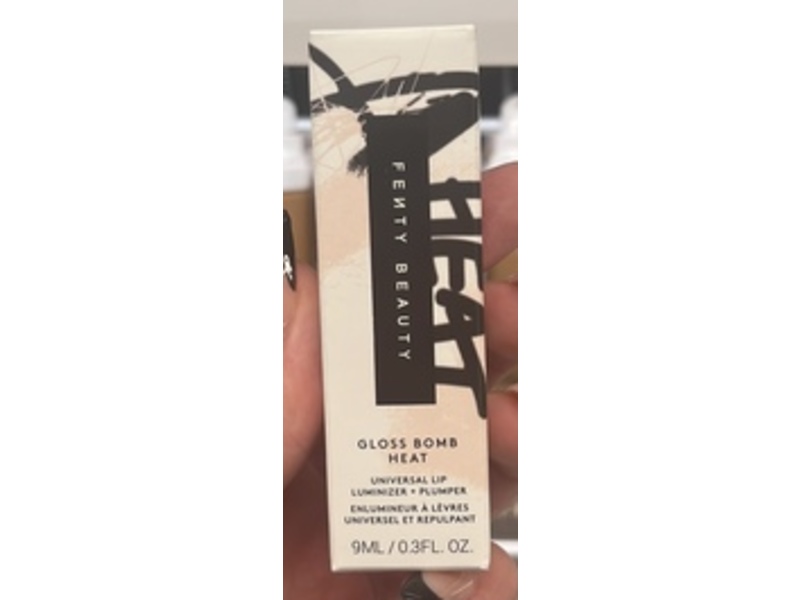 FENTY BEAUTY
HEAT
GLOSS BOMB
HEAT
UNIVERSAL LIP
LUMINIZER + PLUMPER
ENLUMINEUR À LÈVRES
UNIVERSEL ET REPULPANT
9ML / 0.3FL. OZ.